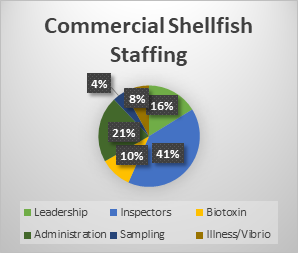 Commercial Shellfish
Staffing
4%
8%
16%
21%
10%
41%
Leadership Inspectors Biotoxin
Administration Sampling Illness/Vibrio